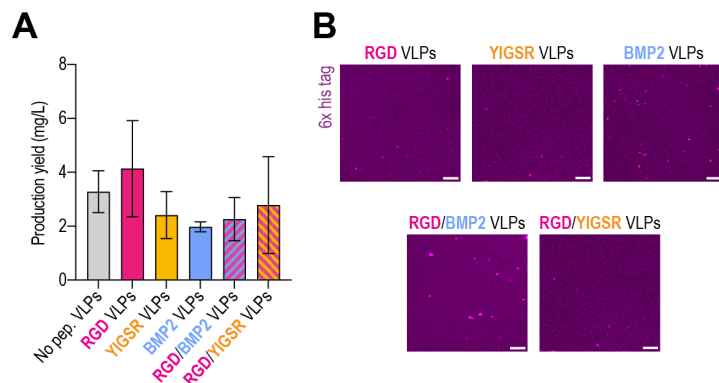 A
Production yield (mg/L)
8
6
4
2
0
No pep. VLPs
RGD VLPs
YIGSR VLPs
BMP2 VLPs
RGD/BMP2 VLPs
RGD/YIGSR VLPs
B
RGD VLPs
YIGSR VLPs
BMP2 VLPs
6x his tag
RGD/BMP2 VLPs
RGD/YIGSR VLPs